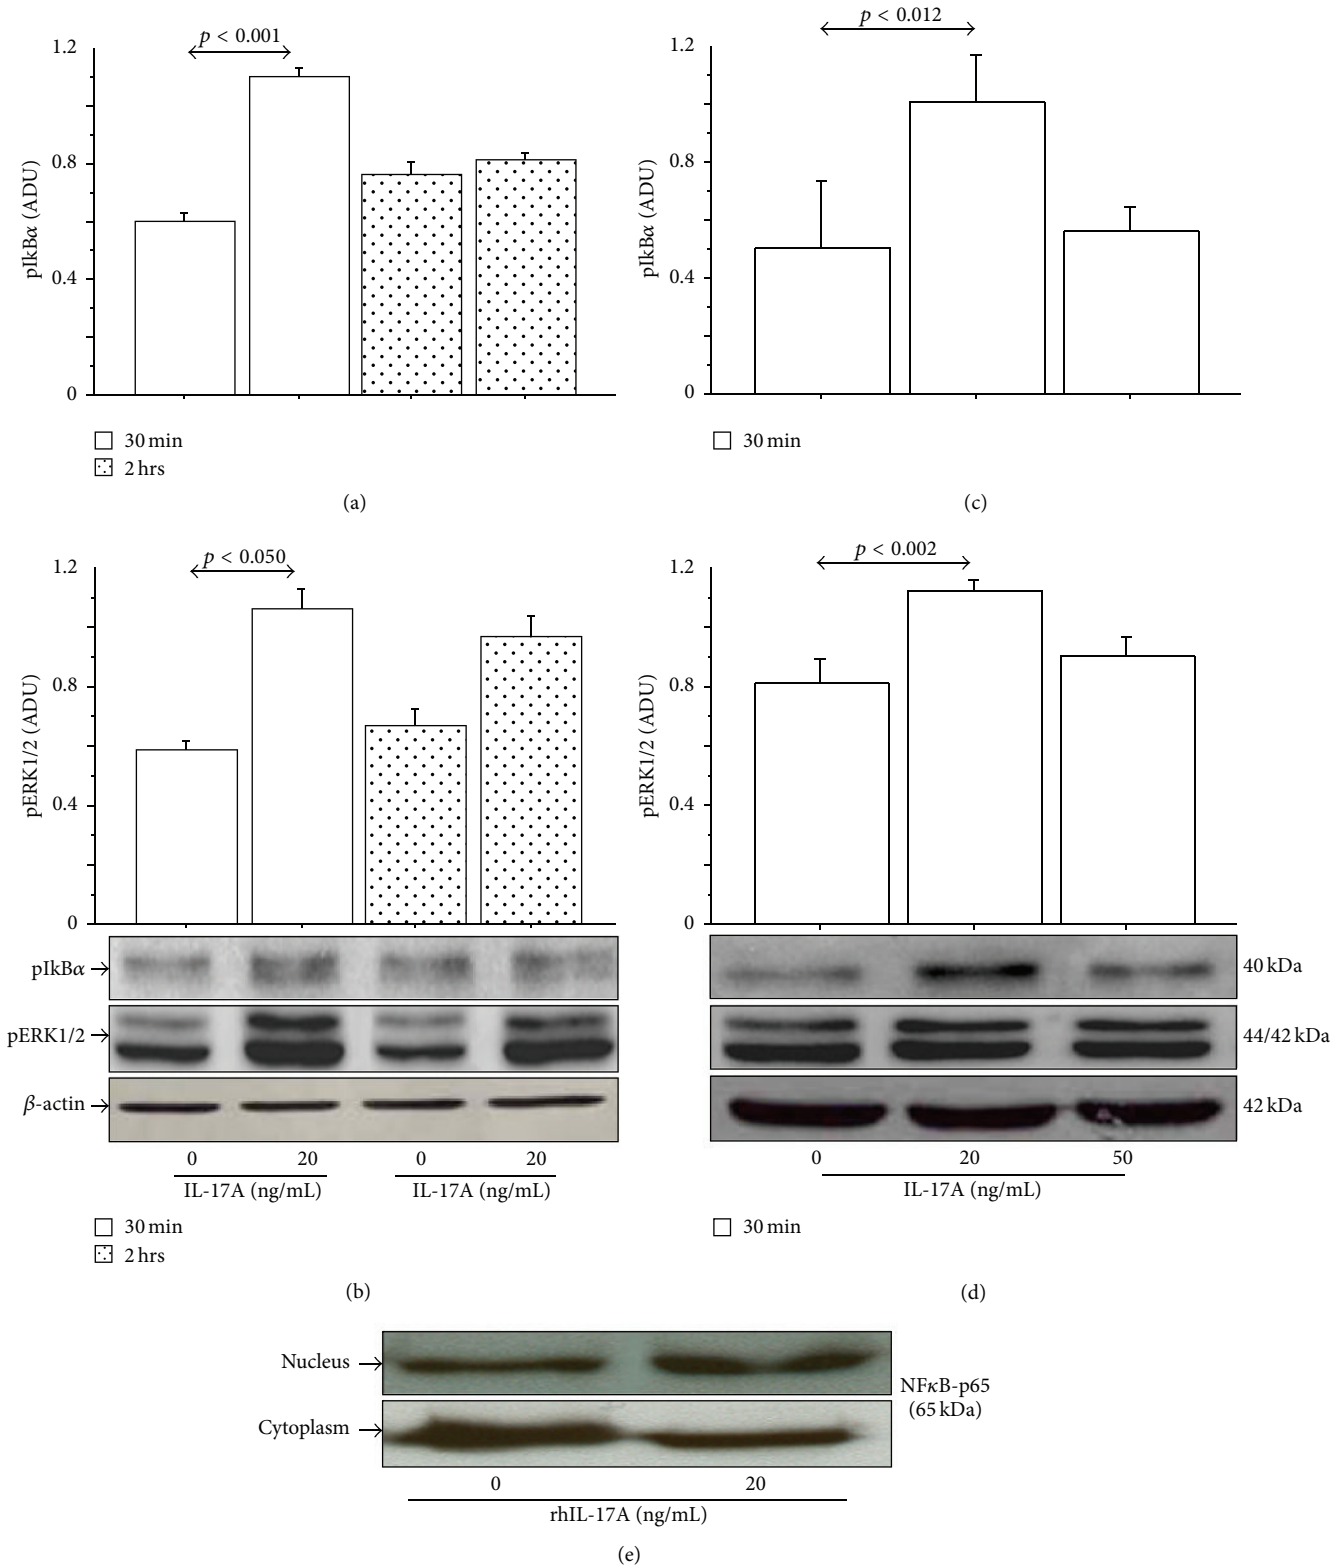 p < 0.001
1.2
0.8
0.4
0
pIkBα (ADU)
30 min
2 hrs
(a)
p < 0.012
1.2
0.8
0.4
0
pIkBα (ADU)
30 min
(c)
p < 0.050
1.2
0.8
0.4
0
pERK1/2 (ADU)
pIkBα
pERK1/2
β-actin
0 20 0 20
IL-17A (ng/mL) IL-17A (ng/mL)
30 min
2 hrs
(b)
p < 0.002
1.2
0.8
0.4
0
pERK1/2 (ADU)
40 kDa
44/42 kDa
42 kDa
0 20 50
IL-17A (ng/mL)
30 min
(d)
Nucleus
Cytoplasm
NFκB-p65
(65 kDa)
0 20
rhIL-17A (ng/mL)
(e)